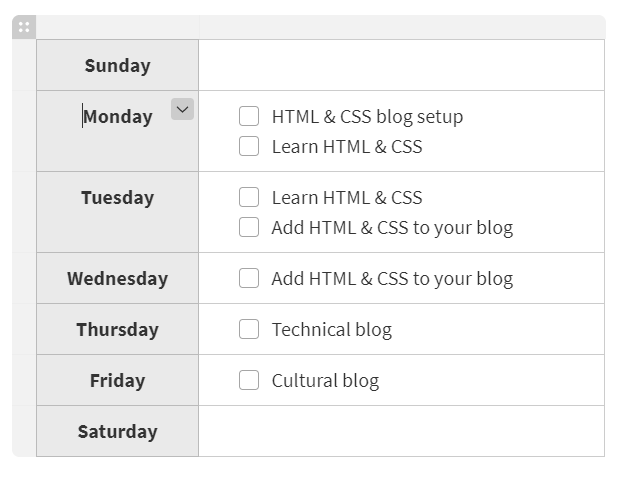 Sunday
Monday
HTML & CSS blog setup
Learn HTML & CSS
Tuesday
Learn HTML & CSS
Add HTML & CSS to your blog
Wednesday
Add HTML & CSS to your blog
Thursday
Technical blog
Friday
Cultural blog
Saturday